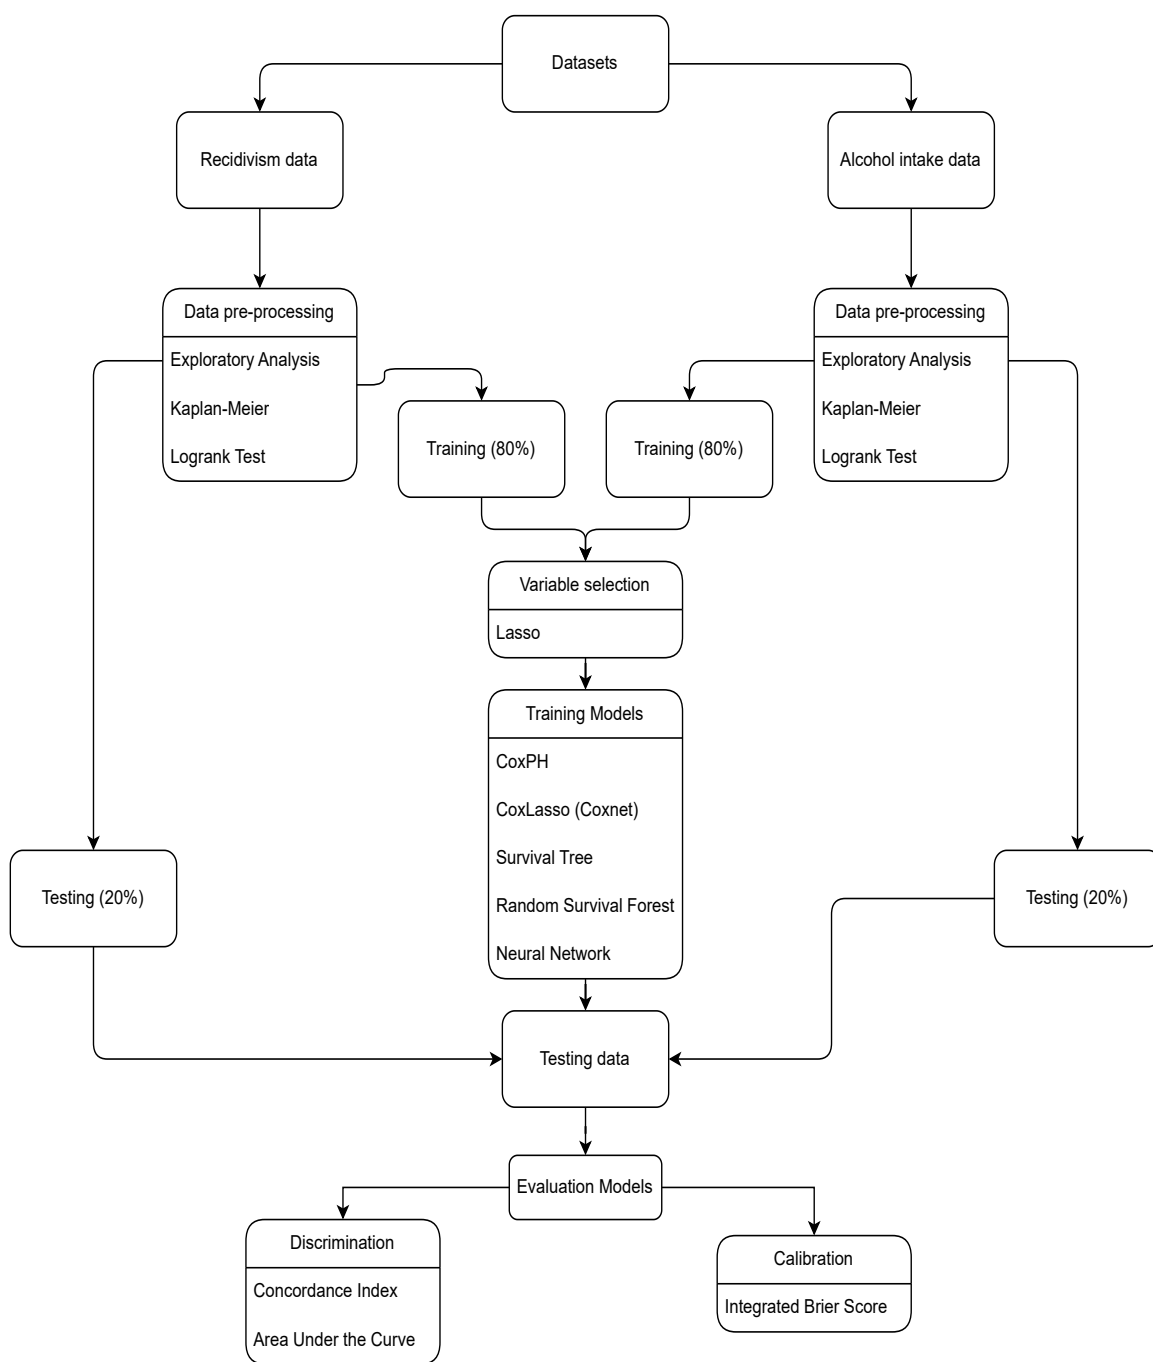 Datasets
Recidivism data
Alcohol intake data
Data pre-processing
Exploratory Analysis
Kaplan-Meier
Logrank Test
Data pre-processing
Exploratory Analysis
Kaplan-Meier
Logrank Test
Training (80%)
Training (80%)
Variable selection
Lasso
Training Models
CoxPH
CoxLasso (Coxnet)
Survival Tree
Random Survival Forest
Neural Network
Testing (20%)
Testing (20%)
Testing data
Evaluation Models
Discrimination
Concordance Index
Area Under the Curve
Calibration
Integrated Brier Score